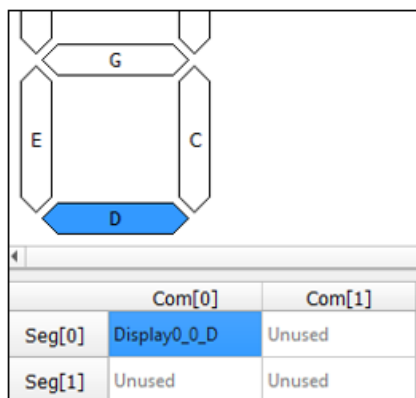 G
E C
D
Com[0] Com[1]
Seg[0] Display0_0_D Unused
Seg[1] Unused Unused